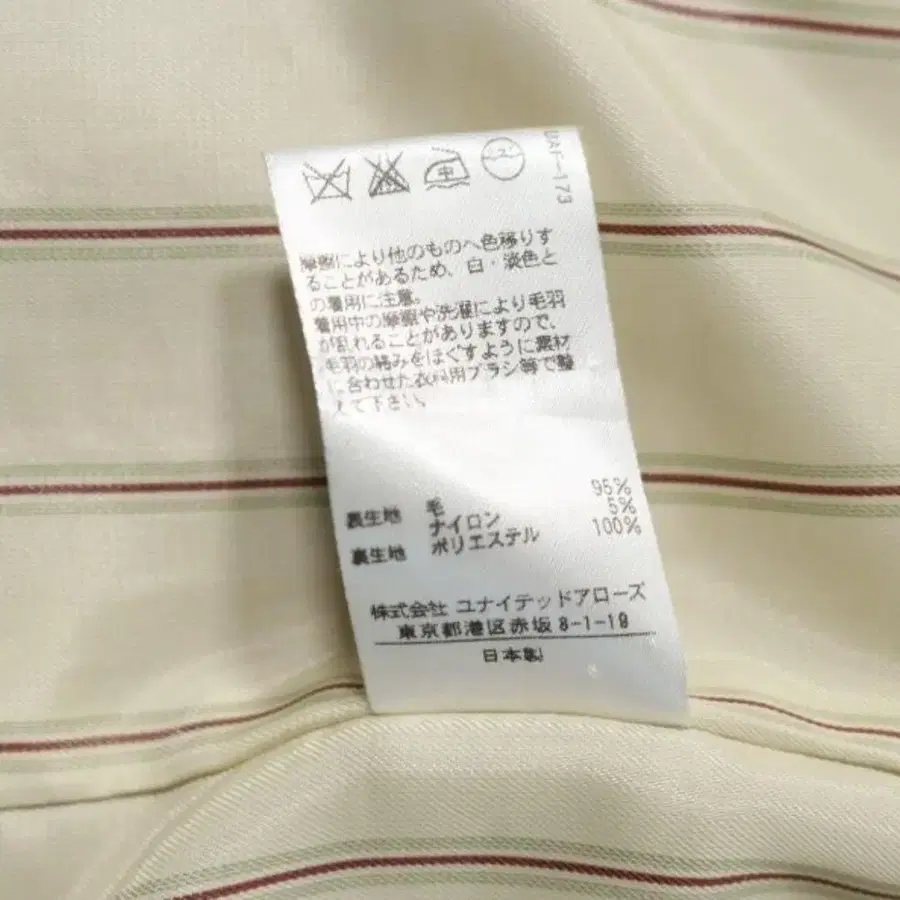 UAF-173
中
摩擦により他のものへ色移りす
ることがあるため、白・淡色と
の着用に注意。
着用中の摩擦や洗濯により毛羽
が乱れることがありますので、
毛羽の絡みをほぐすように素材
に合わせた衣料用ブラシ等で整
えて下さい。
表生地 毛 95%
ナイロン 5%
裏生地 ポリエステル 100%
株式会社 ユナイテッドアローズ
東京都港区赤坂8-1-19
日本製